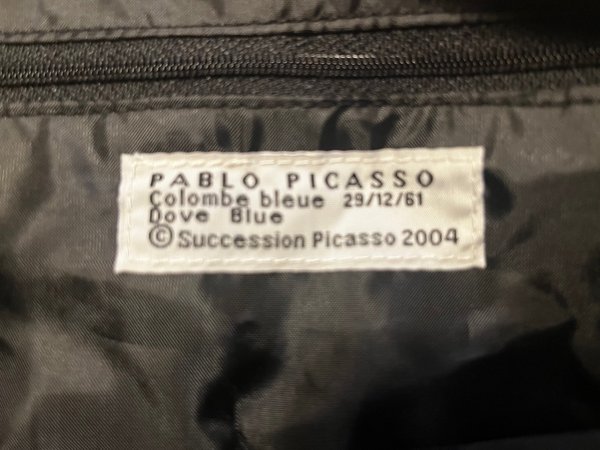 PABLO PICASSO
Colombe bleue 29/12/61
Dove Blue
© Succession Picasso 2004